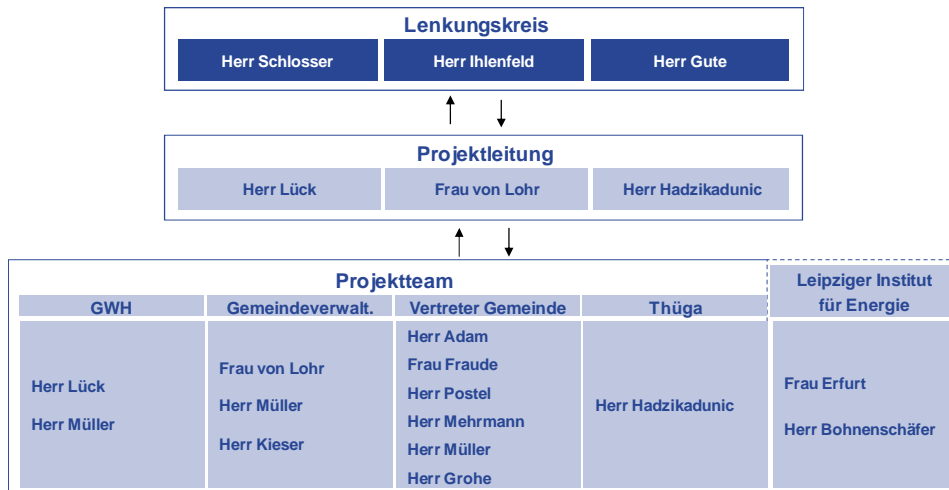 Lenkungskreis
Herr Schlosser
Herr Ihlenfeld
Herr Gute
Projektleitung
Herr Lück
Frau von Lohr
Herr Hadzikadunic
Projektteam
GWH
Herr Lück
Herr Müller
Gemeindeverwalt.
Frau von Lohr
Herr Müller
Herr Kieser
Vertreter Gemeinde
Herr Adam
Frau Fraude
Herr Postel
Herr Mehrmann
Herr Müller
Herr Grohe
Thüga
Herr Hadzikadunic
Leipziger Institut
für Energie
Frau Erfurt
Herr Bohnenschäfer